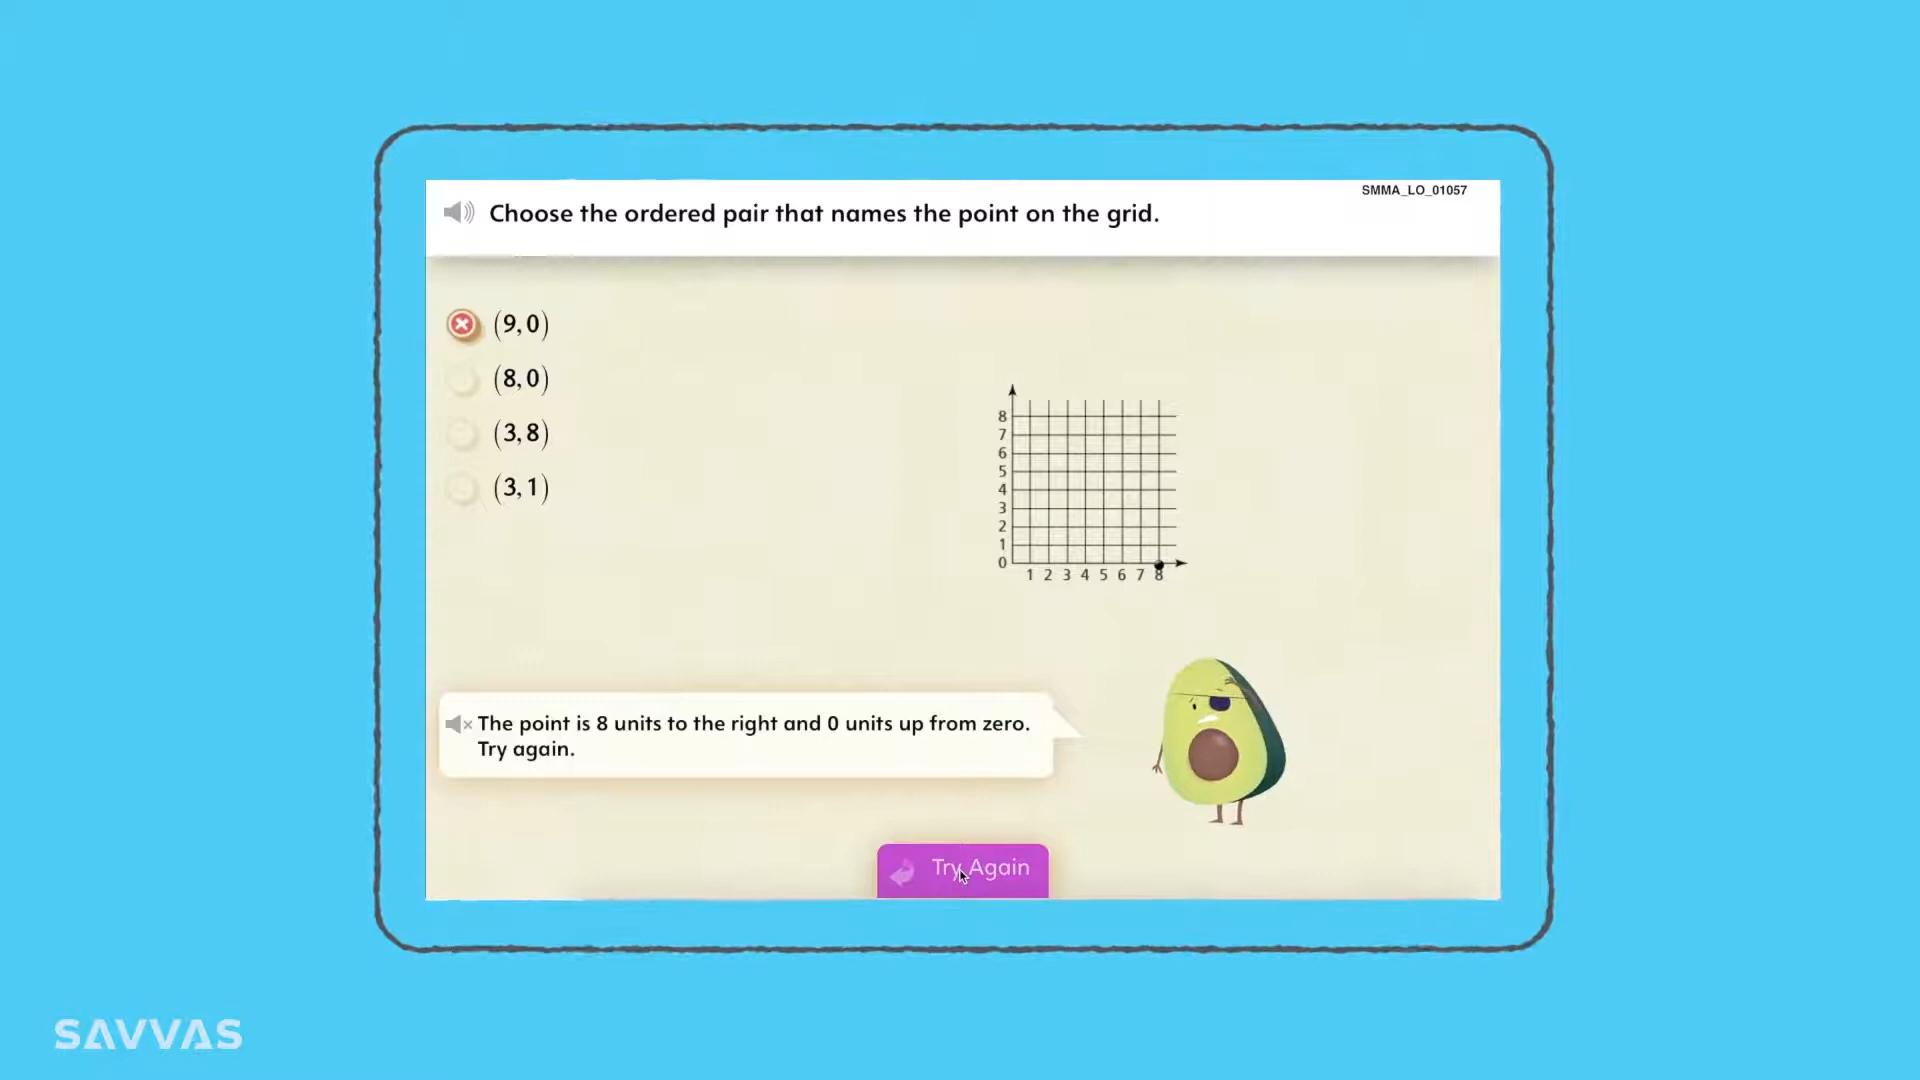 SMMA_LO_01057
Choose the ordered pair that names the point on the grid.
(9,0)
(8,0)
(3,8)
(3,1)
8
7
6
5
4
3
2
1
0
1 2 3 4 5 6 7 8
The point is 8 units to the right and 0 units up from zero.
Try again.
Try Again
SAVVAS